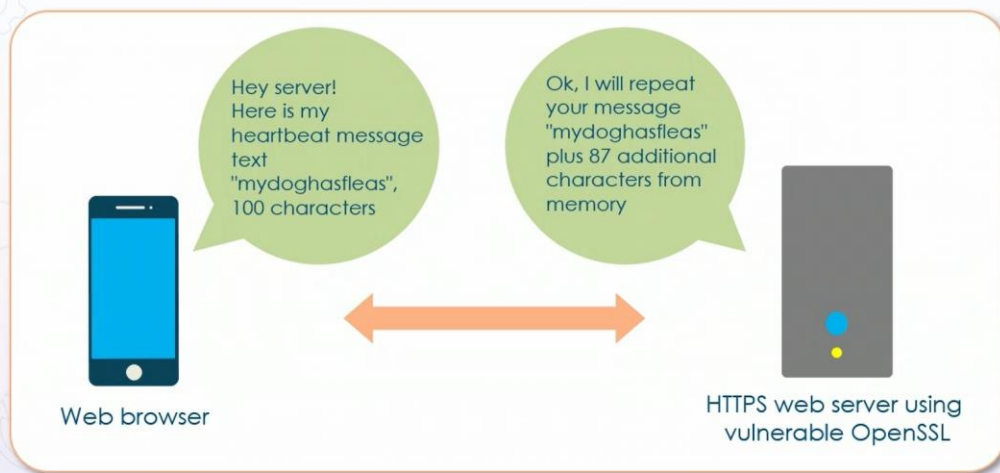 Hey server!
Here is my
heartbeat message
text
"mydoghasfleas",
100 characters
Ok, I will repeat
your message
"mydoghasfleas"
plus 87 additional
characters from
memory
Web browser
HTTPS web server using
vulnerable OpenSSL